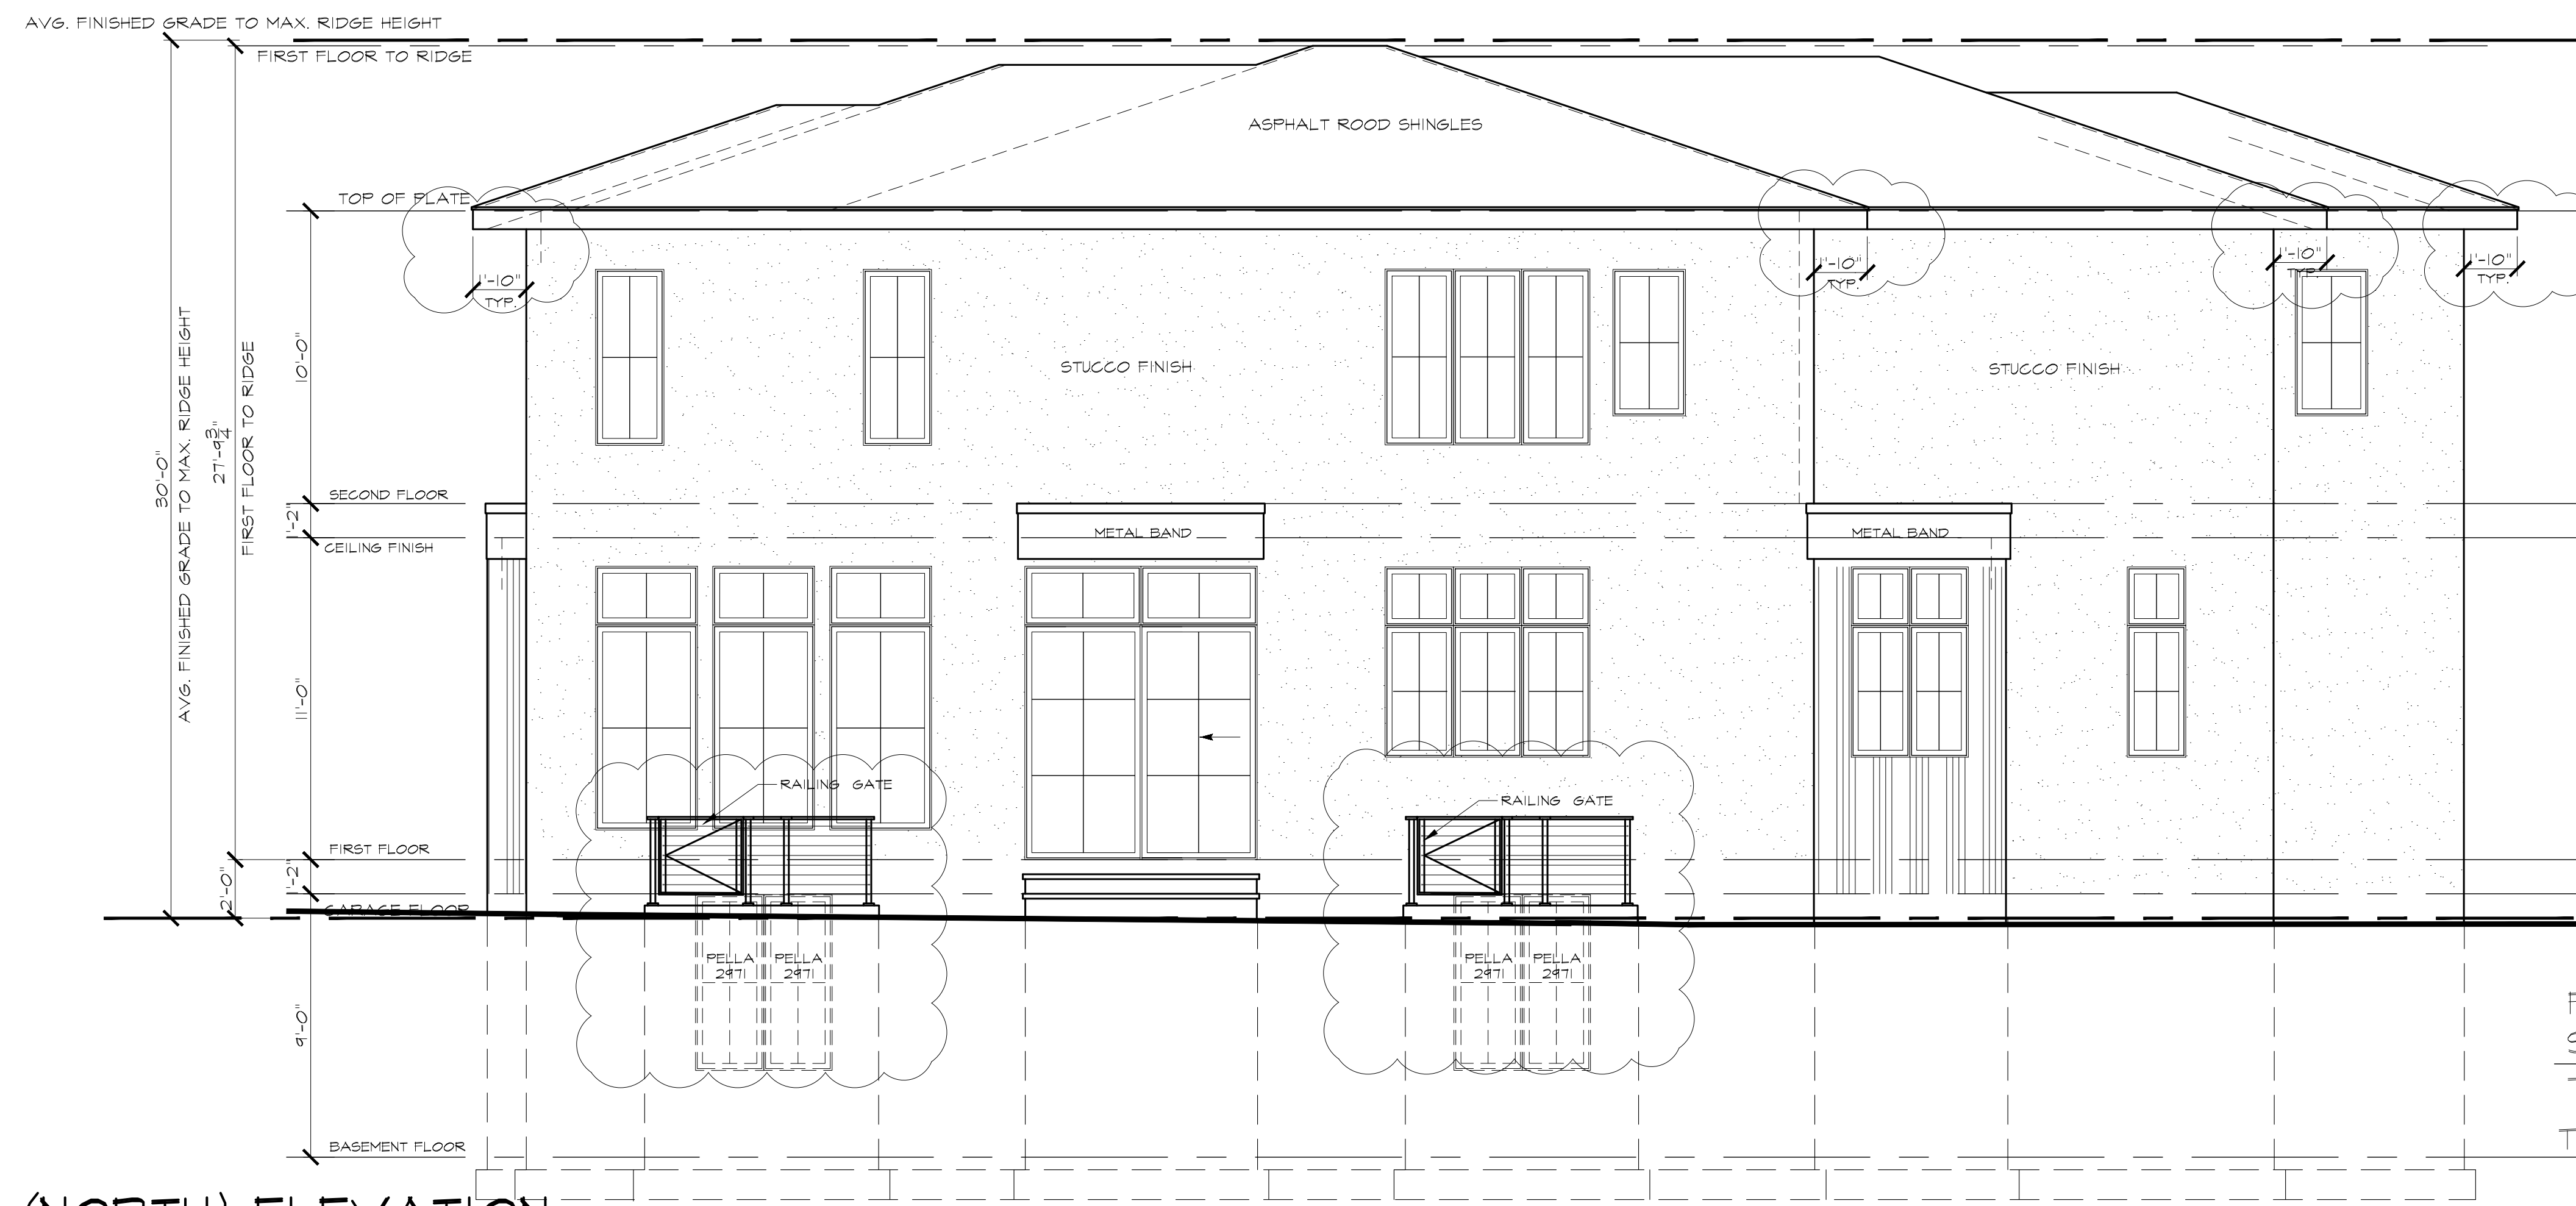 AVG. FINISHED GRADE TO MAX. RIDGE HEIGHT
FIRST FLOOR TO RIDGE
ASPHALT ROOD SHINGLES
TOP OF PLATE
1'-10"
TYP.
1'-10"
TYP.
1'-10"
TYP.
1'-10"
TYP.
30'-0"
AVG. FINISHED GRADE TO MAX. RIDGE HEIGHT
27'-9 3/4"
FIRST FLOOR TO RIDGE
10'-0"
STUCCO FINISH
STUCCO FINISH
SECOND FLOOR
1'-2"
METAL BAND
METAL BAND
CEILING FINISH
11'-0"
RAILING GATE
RAILING GATE
FIRST FLOOR
2'-0"
1'-2"
GARAGE FLOOR
PELLA
2971
PELLA
2971
PELLA
2971
PELLA
2971
9'-0"
BASEMENT FLOOR
(NORTH) ELEVATION